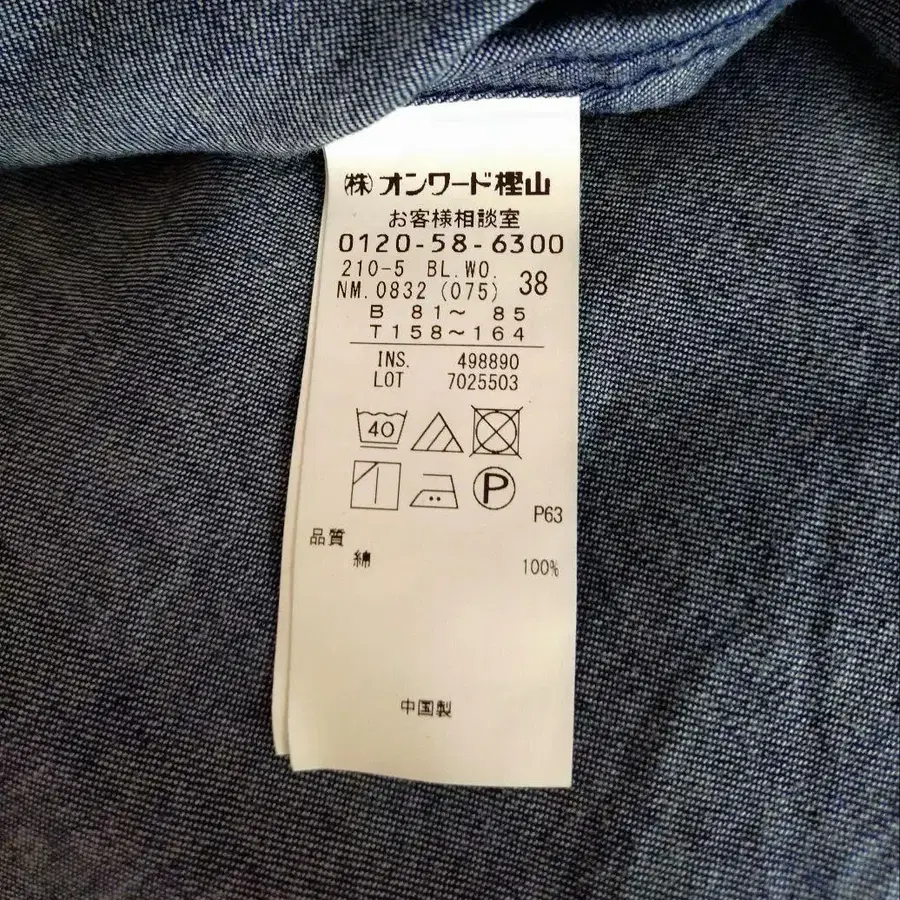 ㈱オンワード樫山
お客様相談室
0120-58-6300
210-5 BL.WO. 38
NM.0832 (075)
B 81～ 85
T158～164
INS. 498890
LOT 7025503
40
P
P63
品質
綿 100%
中国製